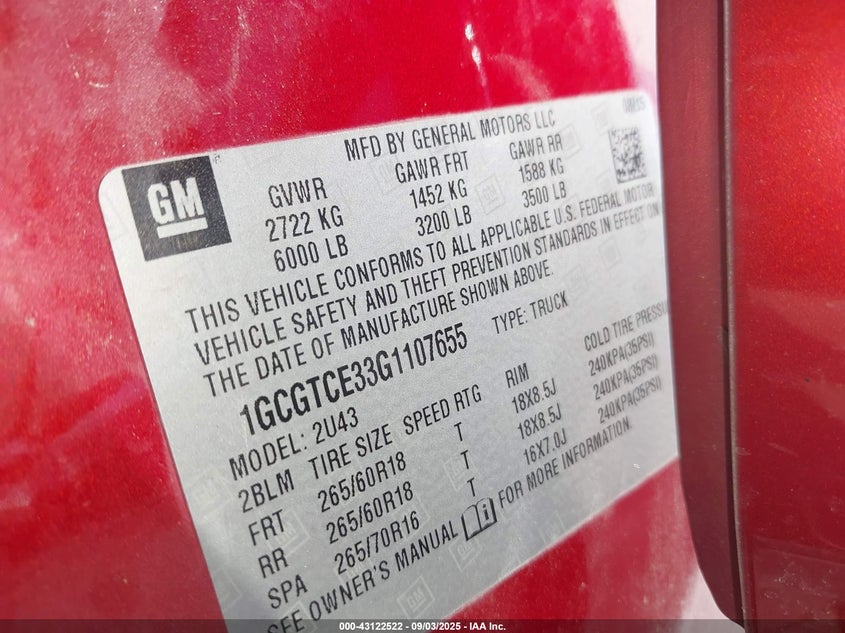 MFD BY GENERAL MOTORS LLC
GM
GVWR GAWR FRT GAWR RR
2722 KG 1452 KG 1588 KG
6000 LB 3200 LB 3500 LB
THIS VEHICLE CONFORMS TO ALL APPLICABLE U.S. FEDERAL MOTOR
VEHICLE SAFETY AND THEFT PREVENTION STANDARDS IN EFFECT ON
THE DATE OF MANUFACTURE SHOWN ABOVE.
1GCGTCE33G1107655 TYPE: TRUCK
MODEL: 2U43
2BLM TIRE SIZE SPEED RTG RIM COLD TIRE PRESSU
FRT 265/60R18 T 18X8.5J 240KPA(35PSI)
RR 265/60R18 T 18X8.5J 240KPA(35PSI)
SPA 265/70R16 T 16X7.0J 240KPA(35PSI)
SEE OWNER'S MANUAL FOR MORE INFORMATION.
000-43122522 - 09/03/2025 - IAA Inc.